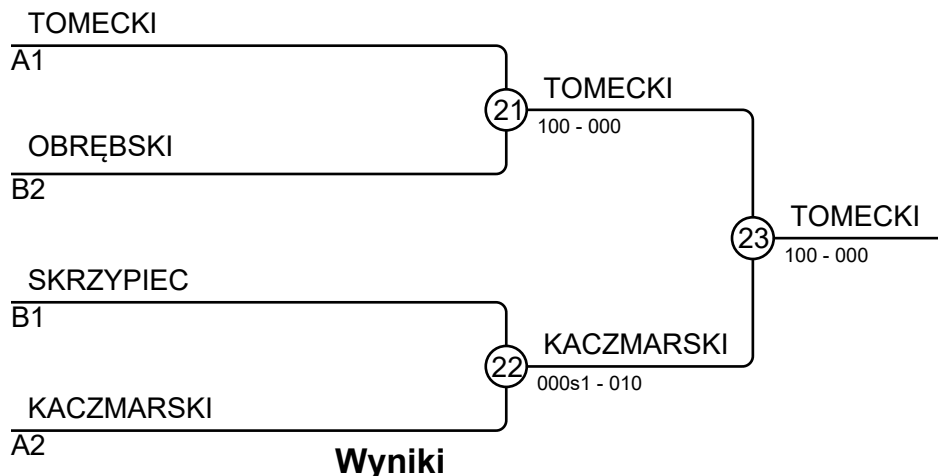 TOMECKI
A1
21
TOMECKI
100 - 000
OBRĘBSKI
B2
23
TOMECKI
100 - 000
SKRZYPIEC
B1
22
KACZMARSKI
000s1 - 010
KACZMARSKI
A2
Wyniki